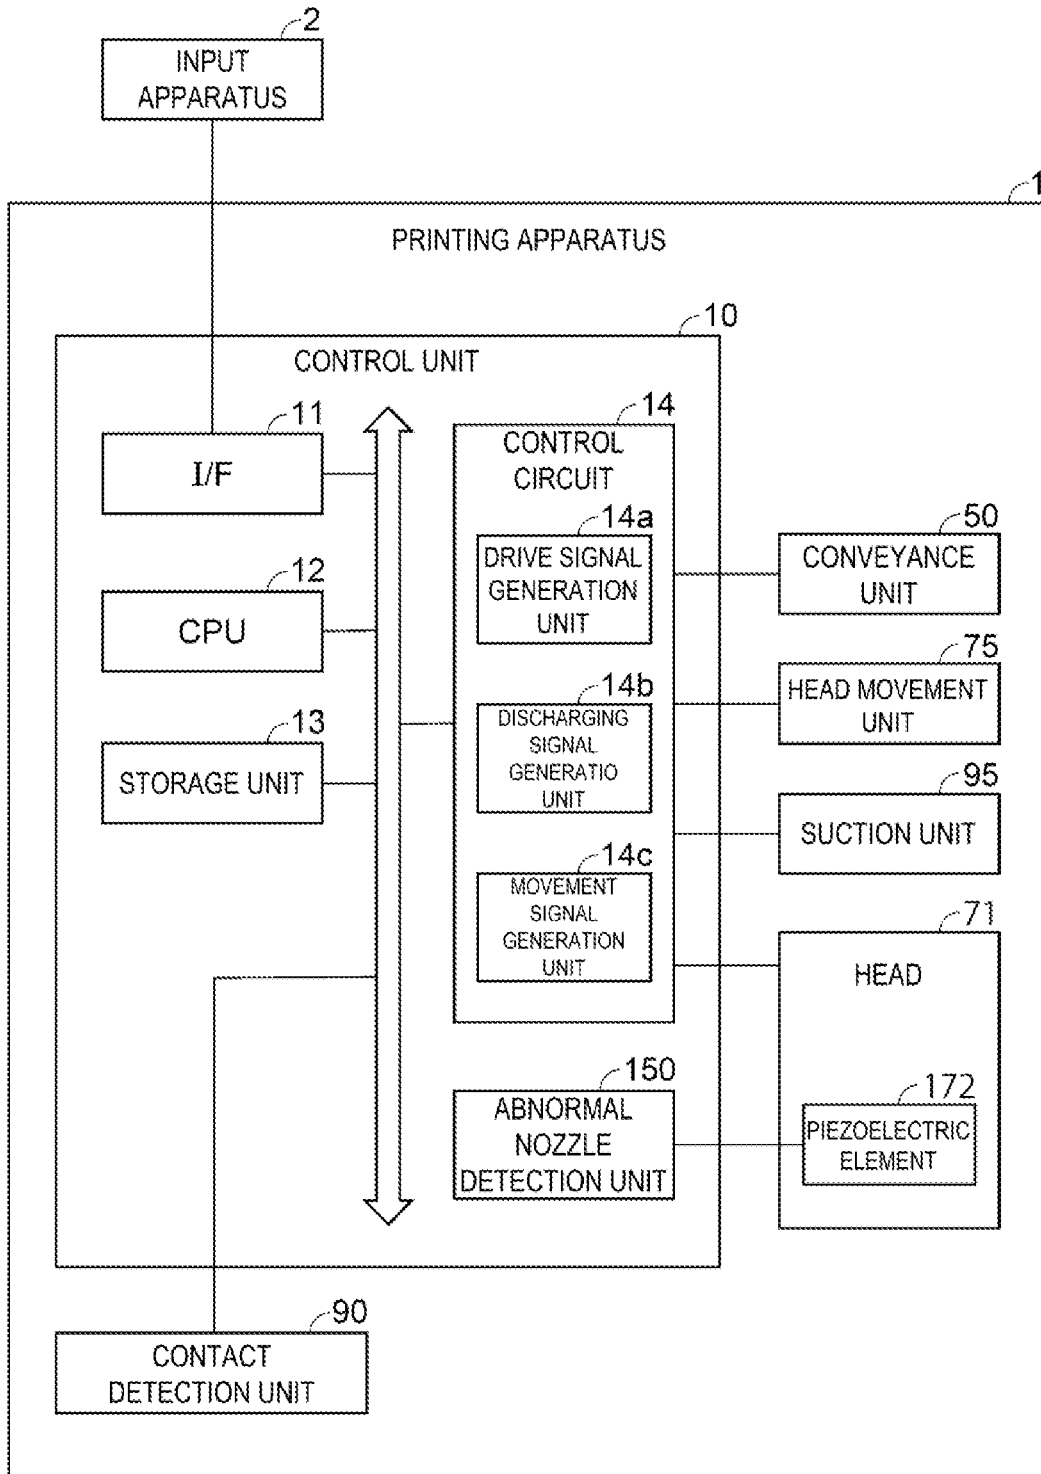 2
INPUT
APPARATUS
1
PRINTING APPARATUS
10
CONTROL UNIT
11
I/F
12
CPU
13
STORAGE UNIT
14
CONTROL
CIRCUIT
14a
DRIVE SIGNAL
GENERATION
UNIT
14b
DISCHARGING
SIGNAL
GENERATIO
UNIT
14c
MOVEMENT
SIGNAL
GENERATION
UNIT
150
ABNORMAL
NOZZLE
DETECTION UNIT
50
CONVEYANCE
UNIT
75
HEAD MOVEMENT
UNIT
95
SUCTION UNIT
71
HEAD
172
PIEZOELECTRIC
ELEMENT
90
CONTACT
DETECTION UNIT